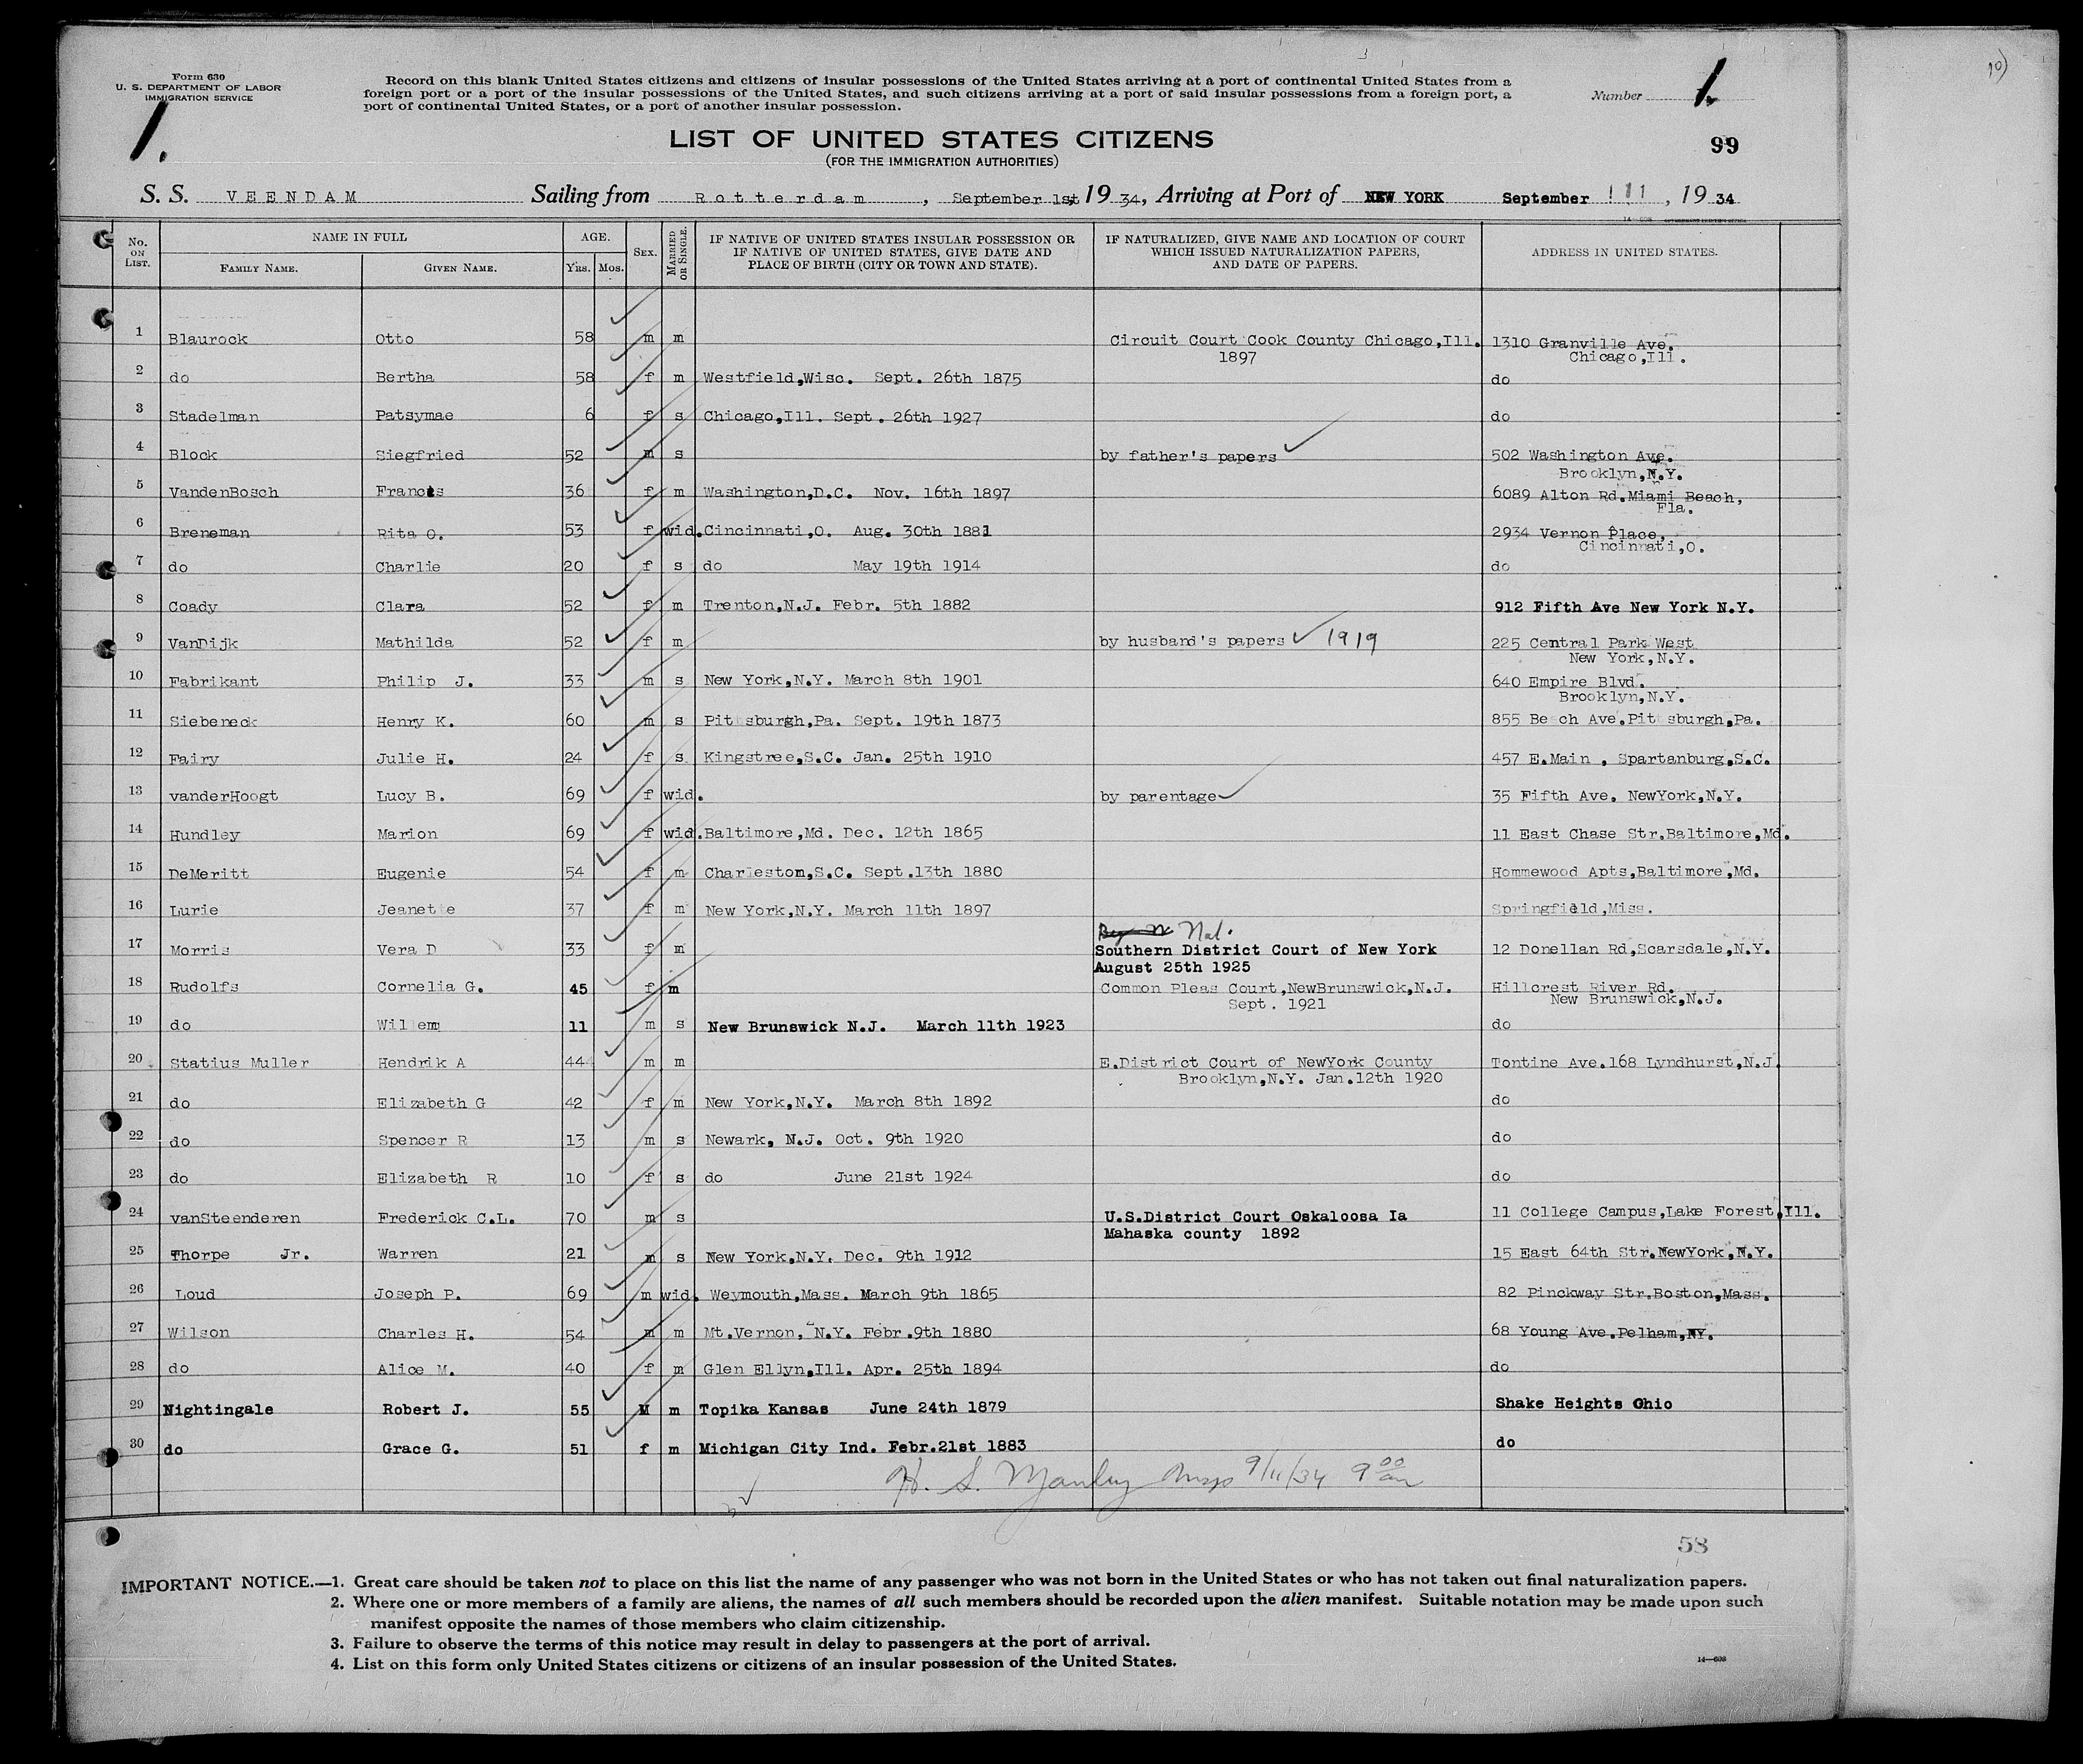 Form 630
U. S. DEPARTMENT OF LABOR
IMMIGRATION SERVICE
Record on this blank United States citizens and citizens of insular possessions of the United States arriving at a port of continental United States from a
foreign port or a port of the insular possessions of the United States, and such citizens arriving at a port of said insular possessions from a foreign port, a
port of continental United States, or a port of another insular possession.
Number 1.
1.
LIST OF UNITED STATES CITIZENS
(FOR THE IMMIGRATION AUTHORITIES)
99
S. S. VEENDAM Sailing from Rotterdam, September 1st, 1934, Arriving at Port of NEW YORK September 11, 1934
No. ON LIST. NAME IN FULL FAMILY NAME. GIVEN NAME. AGE. YRS. MOS. SEX. MARRIED OR SINGLE. IF NATIVE OF UNITED STATES INSULAR POSSESSION OR IF NATIVE OF UNITED STATES, GIVE DATE AND PLACE OF BIRTH (CITY OR TOWN AND STATE). IF NATURALIZED, GIVE NAME AND LOCATION OF COURT WHICH ISSUED NATURALIZATION PAPERS, AND DATE OF PAPERS. ADDRESS IN UNITED STATES.
1 Blaurock Otto 58 m m Circuit Court Cook County Chicago,Ill. 1310 Granville Ave.
1897 Chicago,Ill.
2 do Bertha 58 f m Westfield,Wisc. Sept. 26th 1875 do
3 Stadelman Patsymae 6 f s Chicago,Ill. Sept. 26th 1927 do
4 Block Siegfried 52 m s by father's papers 502 Washington Ave.
Brooklyn,N.Y.
5 VandenBosch Frances 36 f m Washington,D.C. Nov. 16th 1897 6089 Alton Rd.Miami Beach,
Fla.
6 Breneman Rita O. 53 f wid. Cincinnati,O. Aug. 30th 1881 2934 Vernon Place,
Cincinnati,O.
7 do Charlie 20 f s do May 19th 1914 do
8 Coady Clara 52 f m Trenton,N.J. Febr. 5th 1882 912 Fifth Ave New York N.Y.
9 VanDijk Mathilda 52 f m by husband's papers 1919 225 Central Park West
New York,N.Y.
10 Fabrikant Philip J. 33 m s New York,N.Y. March 8th 1901 640 Empire Blvd.
Brooklyn,N.Y.
11 Siebeneck Henry K. 60 m s Pittsburgh,Pa. Sept. 19th 1873 855 Beech Ave.Pittsburgh,Pa.
12 Fairy Julie H. 24 f s Kingstree,S.C. Jan. 25th 1910 457 E.Main , Spartanburg,S.C.
13 vanderHoogt Lucy B. 69 f wid. by parentage 35 Fifth Ave. NewYork,N.Y.
14 Hundley Marion 69 f wid. Baltimore,Md. Dec. 12th 1865 11 East Chase Str.Baltimore,Md.
15 DeMeritt Eugenie 54 f m Charleston,S.C. Sept.13th 1880 Hommewood Apts,Baltimore,Md.
16 Lurie Jeanette 37 f m New York,N.Y. March 11th 1897 Springfield,Miss.
Nat.
17 Morris Vera D 33 f m Southern District Court of New York 12 Donellan Rd,Scarsdale,N.Y.
August 25th 1925
18 Rudolfs Cornelia G. 45 f m Common Pleas Court,NewBrunswick,N.J. Hillcrest River Rd.
Sept. 1921 New Brunswick,N.J.
19 do Willem 11 m s New Brunswick N.J. March 11th 1923 do
20 Statius Muller Hendrik A 44 m m E.District Court of NewYork County Tontine Ave.168 Lyndhurst,N.J.
Brooklyn,N.Y. Jan.12th 1920
21 do Elizabeth G 42 f m New York,N.Y. March 8th 1892 do
22 do Spencer R 13 m s Newark, N.J. Oct. 9th 1920 do
23 do Elizabeth R 10 f s do June 21st 1924 do
24 vanSteenderen Frederick C.L. 70 m s U.S.District Court Oskaloosa Ia 11 College Campus,Lake Forest,Ill.
Mahaska county 1892
25 Thorpe Jr. Warren 21 m s New York,N.Y. Dec. 9th 1912 15 East 64th Str.NewYork,N.Y.
26 Loud Joseph P. 69 m wid. Weymouth,Mass. March 9th 1865 82 Pinckway Str.Boston,Mass.
27 Wilson Charles H. 54 m m Mt.Vernon, N.Y. Febr.9th 1880 68 Young Ave.Pelham,NY.
28 do Alice M. 40 f m Glen Ellyn,Ill. Apr. 25th 1894 do
29 Nightingale Robert J. 55 M m Topika Kansas June 24th 1879 Shake Heights Ohio
30 do Grace G. 51 f m Michigan City Ind. Febr.21st 1883 do
H. S. Manley Insp 9/11/34 9 00 am
53
IMPORTANT NOTICE.—1. Great care should be taken not to place on this list the name of any passenger who was not born in the United States or who has not taken out final naturalization papers.
2. Where one or more members of a family are aliens, the names of all such members should be recorded upon the alien manifest. Suitable notation may be made upon such
manifest opposite the names of those members who claim citizenship.
3. Failure to observe the terms of this notice may result in delay to passengers at the port of arrival.
4. List on this form only United States citizens or citizens of an insular possession of the United States.
14—608